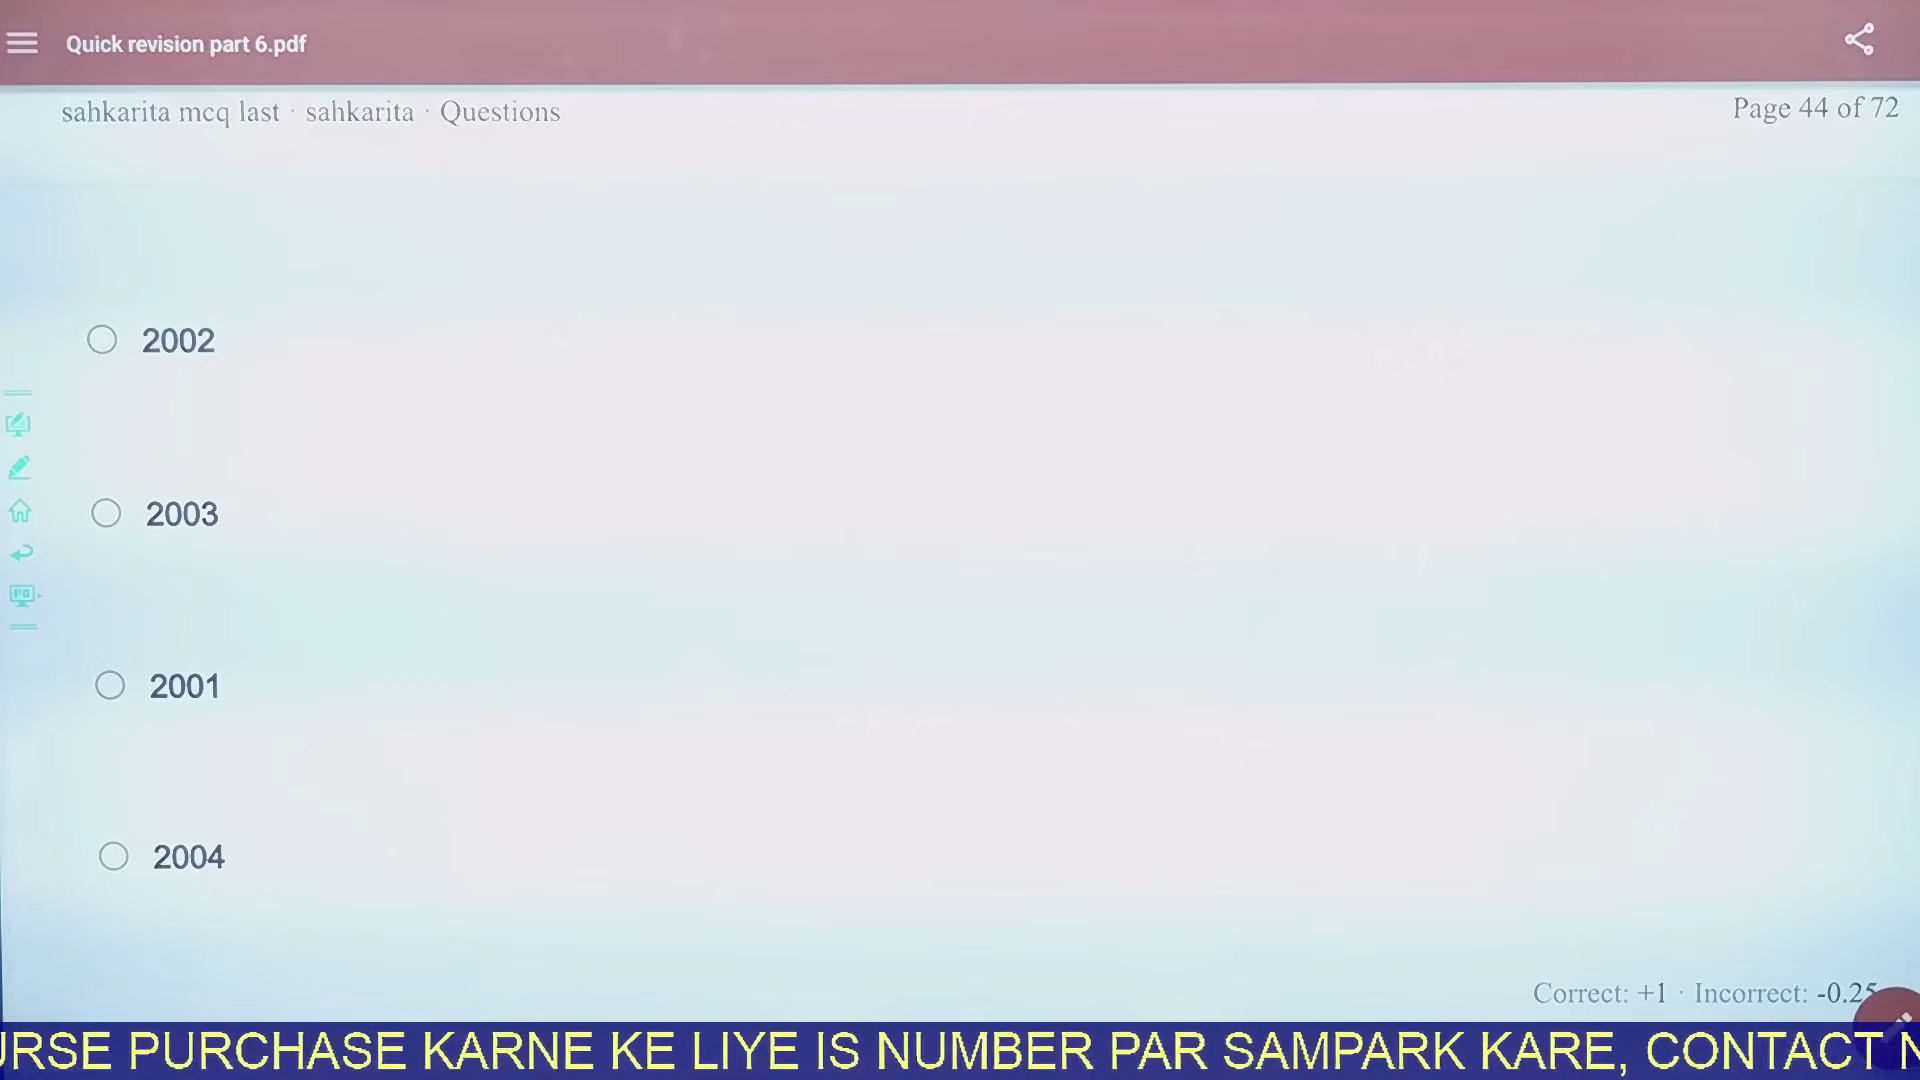 Quick revision part 6.pdf
sahkarita mcq last · sahkarita · Questions
Page 44 of 72
2002
2003
2001
2004
Correct: +1 · Incorrect: -0.25
URSE PURCHASE KARNE KE LIYE IS NUMBER PAR SAMPARK KARE, CONTACT N